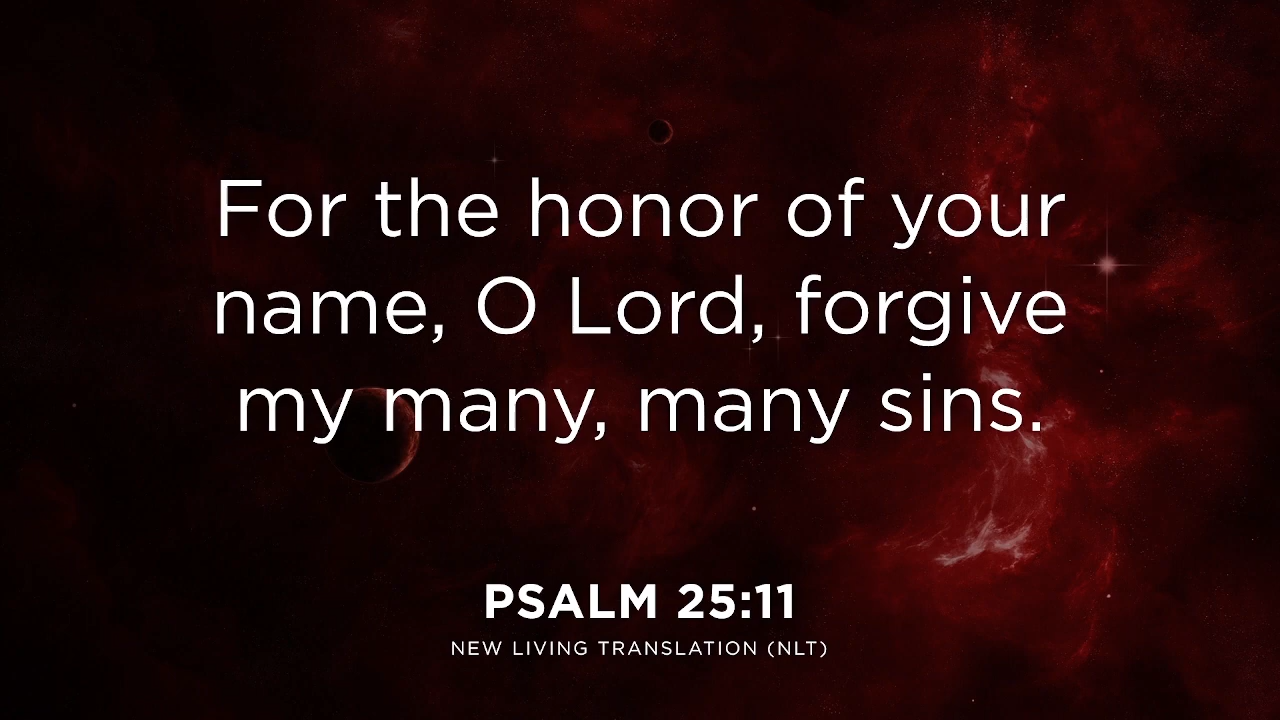 For the honor of your
name, O Lord, forgive
my many, many sins.
PSALM 25:11
NEW LIVING TRANSLATION (NLT)